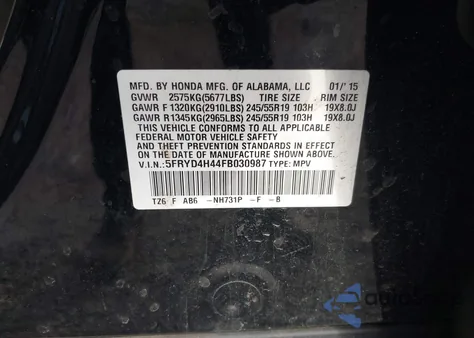 MFD. BY HONDA MFG. OF ALABAMA, LLC 01/'15
GVWR 2575KG(5677LBS) TIRE SIZE RIM SIZE
GAWR F 1320KG(2910LBS) 245/55R19 103H 19X8.0J
GAWR R 1345KG(2965LBS) 245/55R19 103H 19X8.0J
THIS VEHICLE CONFORMS TO ALL APPLICABLE
FEDERAL MOTOR VEHICLE SAFETY
AND THEFT PREVENTION STANDARDS IN EFFECT ON
THE DATE OF MANUFACTURE SHOWN ABOVE.
V.I.N.: 5FRYD4H44FB030987 TYPE: MPV
TZ6 F AB6 -NH731P -F -B